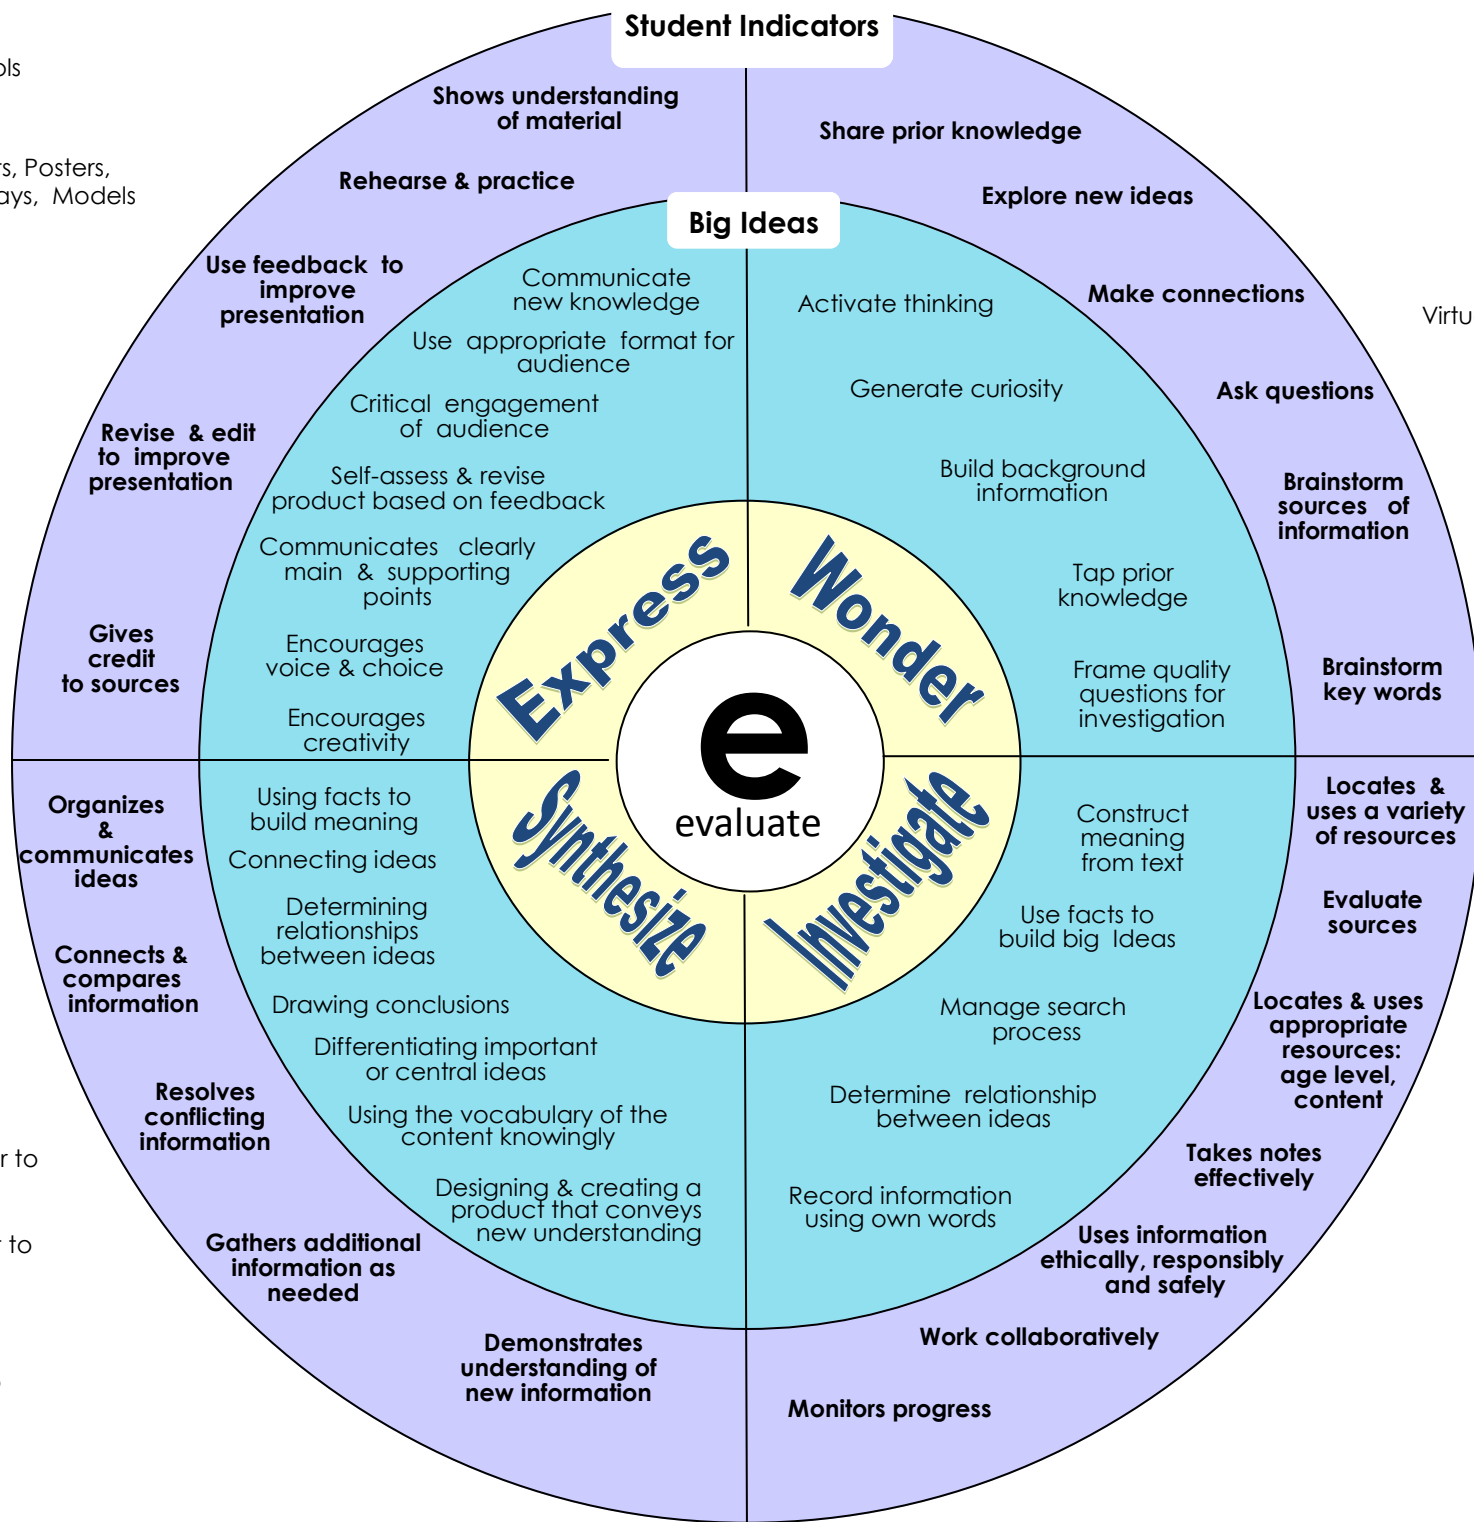 Student Indicators
Shows understanding
of material
Rehearse & practice
Use feedback to
improve
presentation
Revise & edit
to improve
presentation
Gives
credit
to sources
Share prior knowledge
Explore new ideas
Make connections
Ask questions
Brainstorm
sources of
information
Brainstorm
key words
Big Ideas
Communicate
new knowledge
Use appropriate format for
audience
Critical engagement
of audience
Self-assess & revise
product based on feedback
Communicates clearly
main & supporting
points
Encourages
voice & choice
Encourages
creativity
Activate thinking
Generate curiosity
Build background
information
Tap prior
knowledge
Frame quality
questions for
investigation
Express
Wonder
e
evaluate
Synthesize
Investigate
Using facts to
build meaning
Connecting ideas
Determining
relationships
between ideas
Drawing conclusions
Differentiating important
or central ideas
Using the vocabulary of the
content knowingly
Designing & creating a
product that conveys
new understanding
Construct
meaning
from text
Use facts to
build big Ideas
Manage search
process
Determine relationship
between ideas
Record information
using own words
Organizes
&
communicates
ideas
Connects &
compares
information
Resolves
conflicting
information
Gathers additional
information as
needed
Demonstrates
understanding of
new information
Locates &
uses a variety
of resources
Evaluate
sources
Locates & uses
appropriate
resources:
age level,
content
Takes notes
effectively
Uses information
ethically, responsibly
and safely
Work collaboratively
Monitors progress
Posters,
Models
to
to